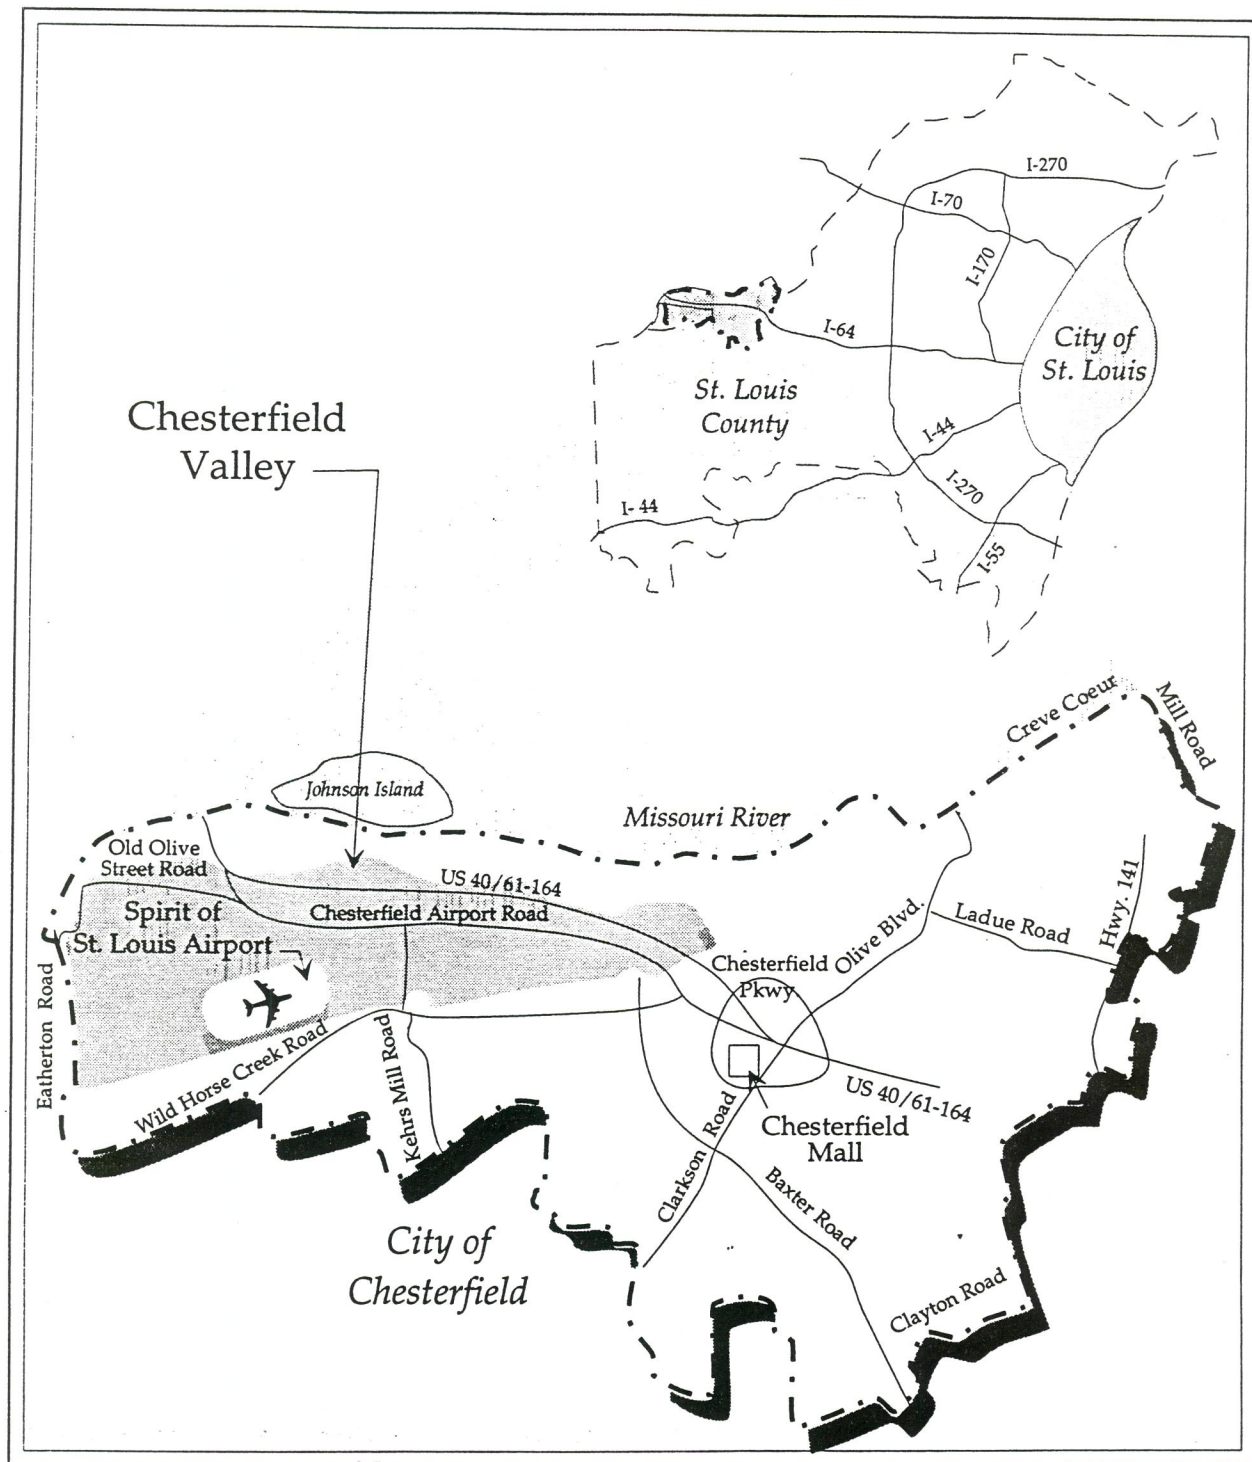 I-270
I-70
I-170
I-64
City of
St. Louis
St. Louis
County
I-44
I-270
I- 44
I-55
Chesterfield
Valley
Creve Coeur
Mill Road
Johnson Island
Missouri River
Old Olive
Street Road
US 40/61-164
Spirit of
St. Louis Airport
Chesterfield Airport Road
Olive Blvd.
Ladue Road
Hwy. 141
Chesterfield
Pkwy
Eatherton Road
Wild Horse Creek Road
Kehrs Mill Road
US 40/61-164
Chesterfield
Mall
Clarkson Road
Baxter Road
City of
Chesterfield
Clayton Road